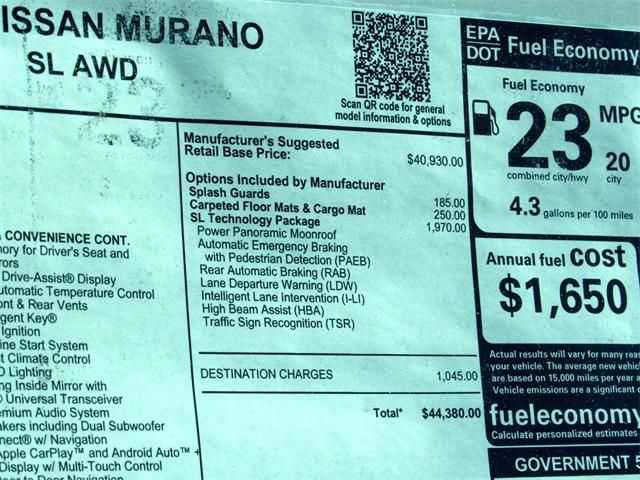 ISSAN MURANO
SL AWD
Scan QR code for general
model information & options
EPA
DOT
Fuel Economy
Fuel Economy
23
MPG
combined city/hwy
20
city
4.3 gallons per 100 miles
Annual fuel cost
$1,650
Actual results will vary for many
your vehicle. The average new
are based on 15,000 miles per year
Vehicle emissions are a significant
fueleconomy
Calculate personalized estimates
GOVERNMENT 5
Manufacturer's Suggested
Retail Base Price: $40,930.00
Options Included by Manufacturer
Splash Guards 185.00
Carpeted Floor Mats & Cargo Mat 250.00
SL Technology Package 1,970.00
Power Panoramic Moonroof
Automatic Emergency Braking
with Pedestrian Detection (PAEB)
Rear Automatic Braking (RAB)
Lane Departure Warning (LDW)
Intelligent Lane Intervention (I-LI)
High Beam Assist (HBA)
Traffic Sign Recognition (TSR)
DESTINATION CHARGES 1,045.00
Total* $44,380.00
& CONVENIENCE CONT.
ory for Driver's Seat and
rors
Drive-Assist® Display
utomatic Temperature Control
ont & Rear Vents
igent Key®
Ignition
ine Start System
t Climate Control
D Lighting
ng Inside Mirror with
Universal Transceiver
emium Audio System
akers including Dual Subwoofer
nnect® w/ Navigation
Apple CarPlay™ and Android Auto™ +
Display w/ Multi-Touch Control